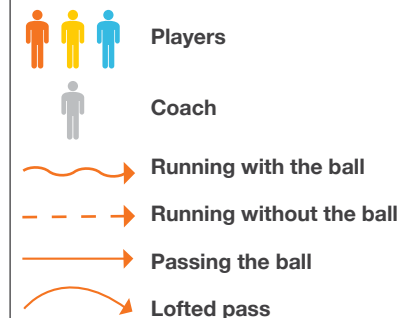 Players
Coach
Running with the ball
Running without the ball
Passing the ball
Lofted pass